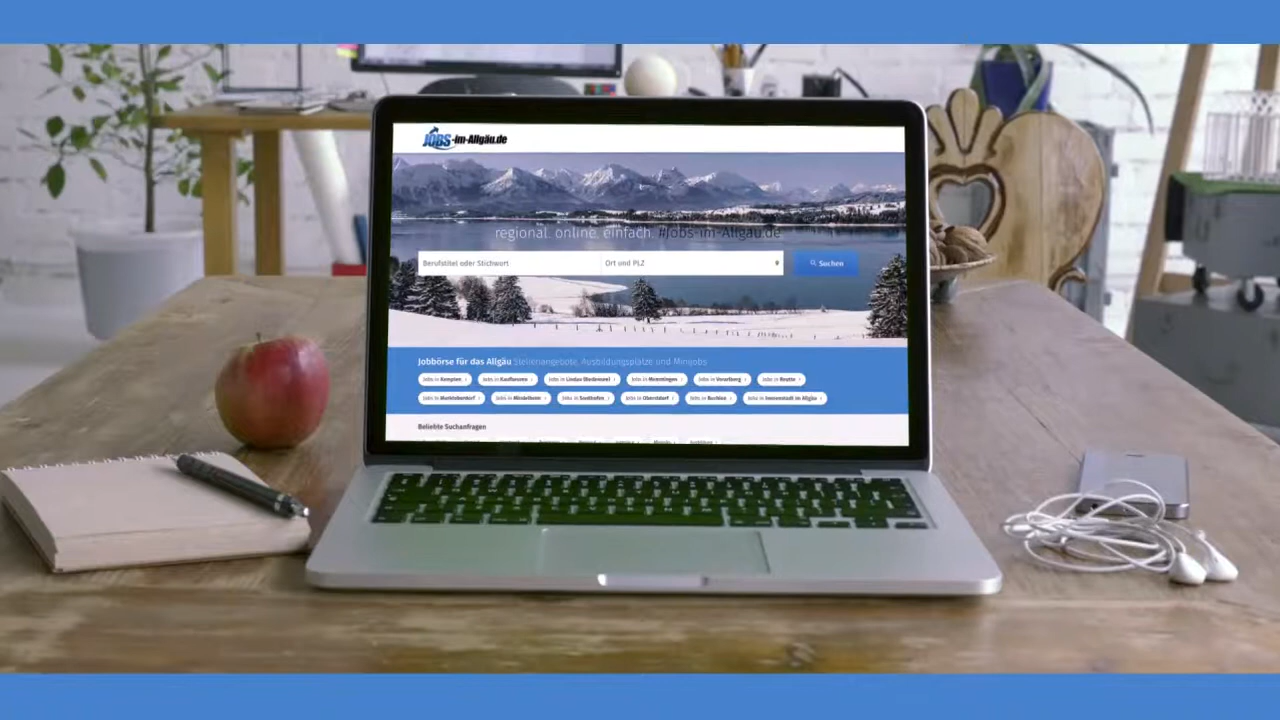 JOBS-im-Allgäu.de
regional. online. einfach. #Jobs-im-Allgäu.de
Berufstitel oder Stichwort Ort und PLZ Suchen
Jobbörse für das Allgäu Stellenangebote, Ausbildungsplätze und Minijobs
Jobs in Kempten Jobs in Kaufbeuren Jobs in Lindau (Bodensee) Jobs in Memmingen Jobs in Vorarlberg Jobs in Reutte
Jobs in Marktoberdorf Jobs in Mindelheim Jobs in Sonthofen Jobs in Oberstdorf Jobs in Buchloe Jobs in Immenstadt im Allgäu
Beliebte Suchanfragen